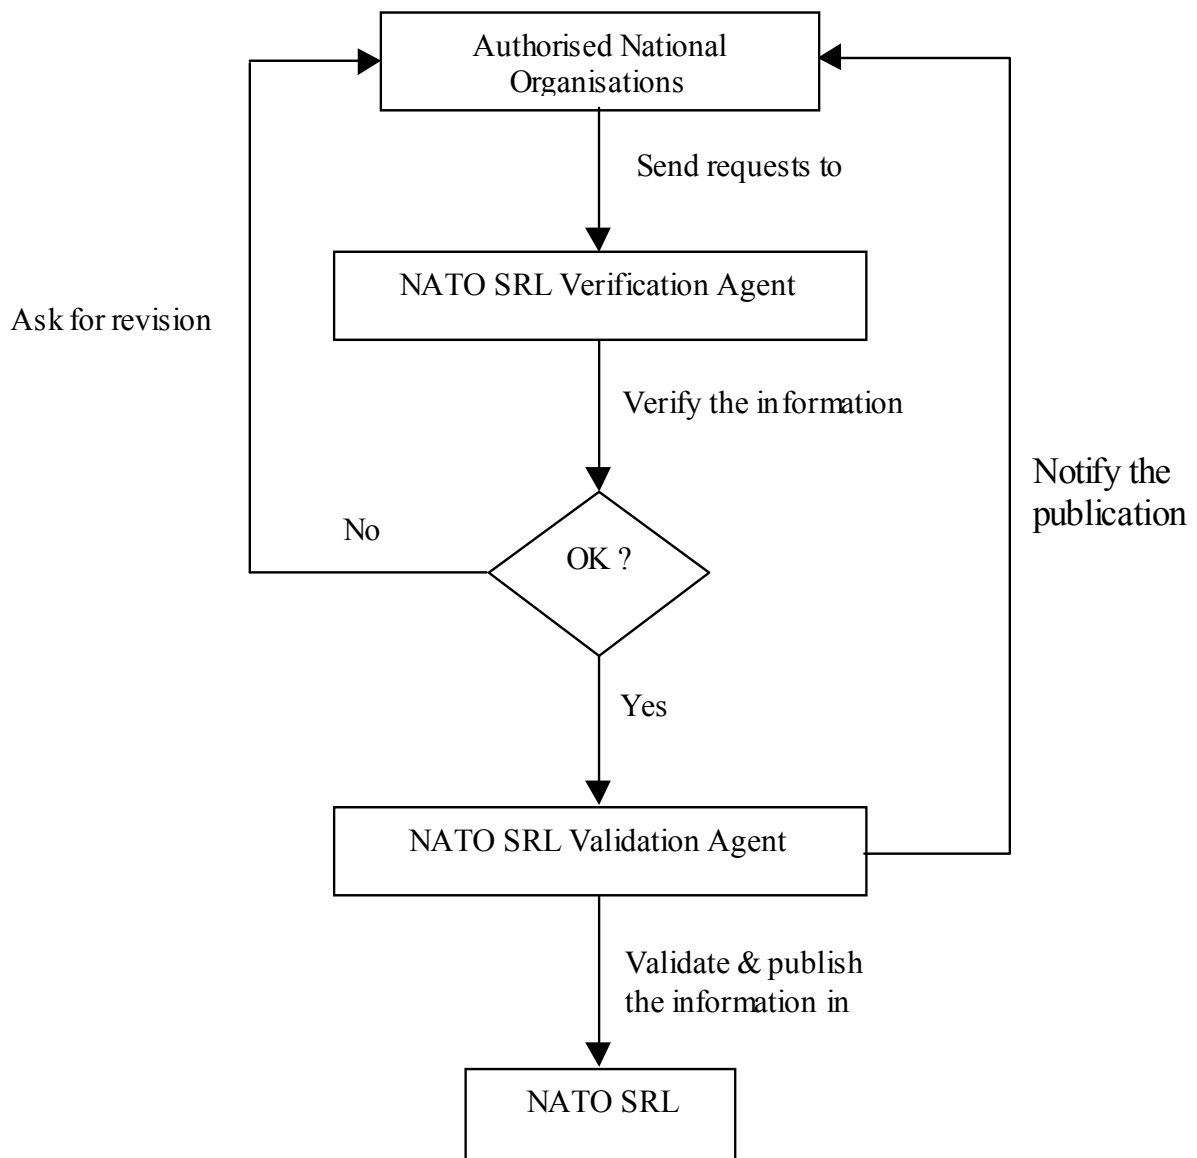 Authorised National
Organisations
Send requests to
NATO SRL Verification Agent
Ask for revision
Verify the information
Notify the
publication
No
OK ?
Yes
NATO SRL Validation Agent
Validate & publish
the information in
NATO SRL